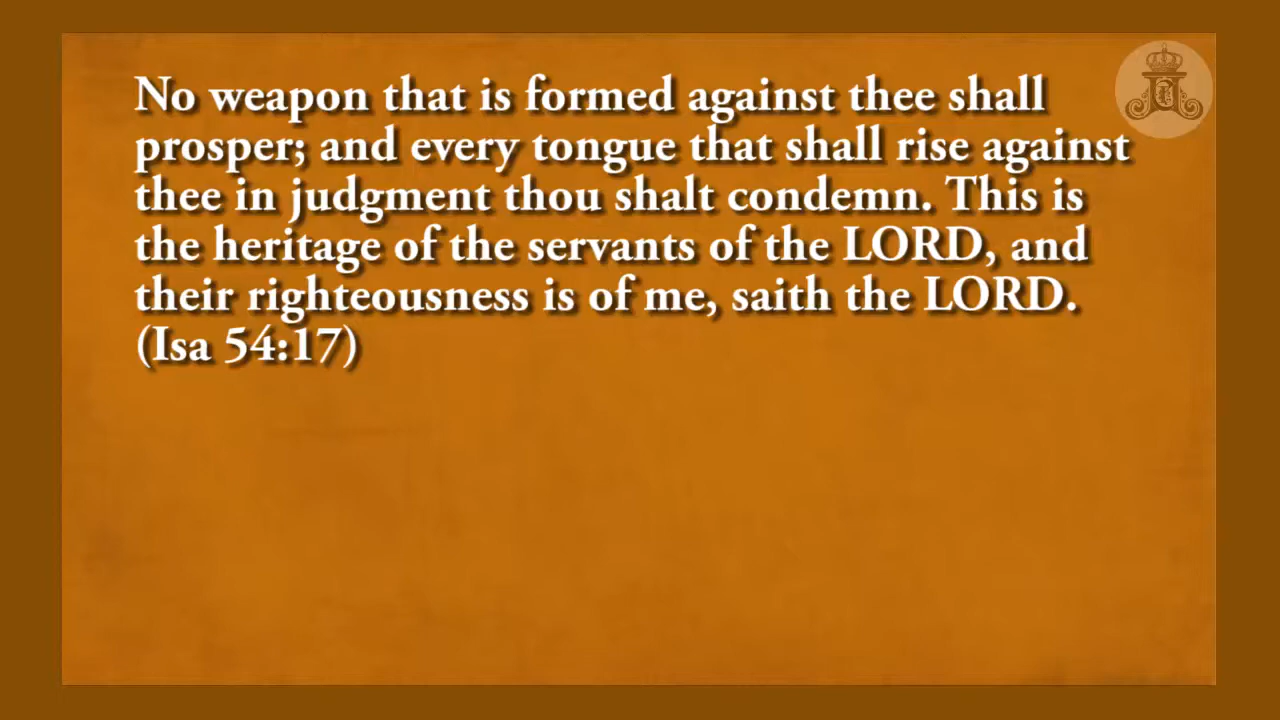 No weapon that is formed against thee shall
prosper; and every tongue that shall rise against
thee in judgment thou shalt condemn. This is
the heritage of the servants of the LORD, and
their righteousness is of me, saith the LORD.
(Isa 54:17)